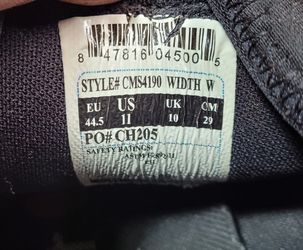 8 47816 04500 5
STYLE# CMS4190 WIDTH W
EU US UK CM
44.5 11 10 29
PO# CH205
SAFETY RATINGS: